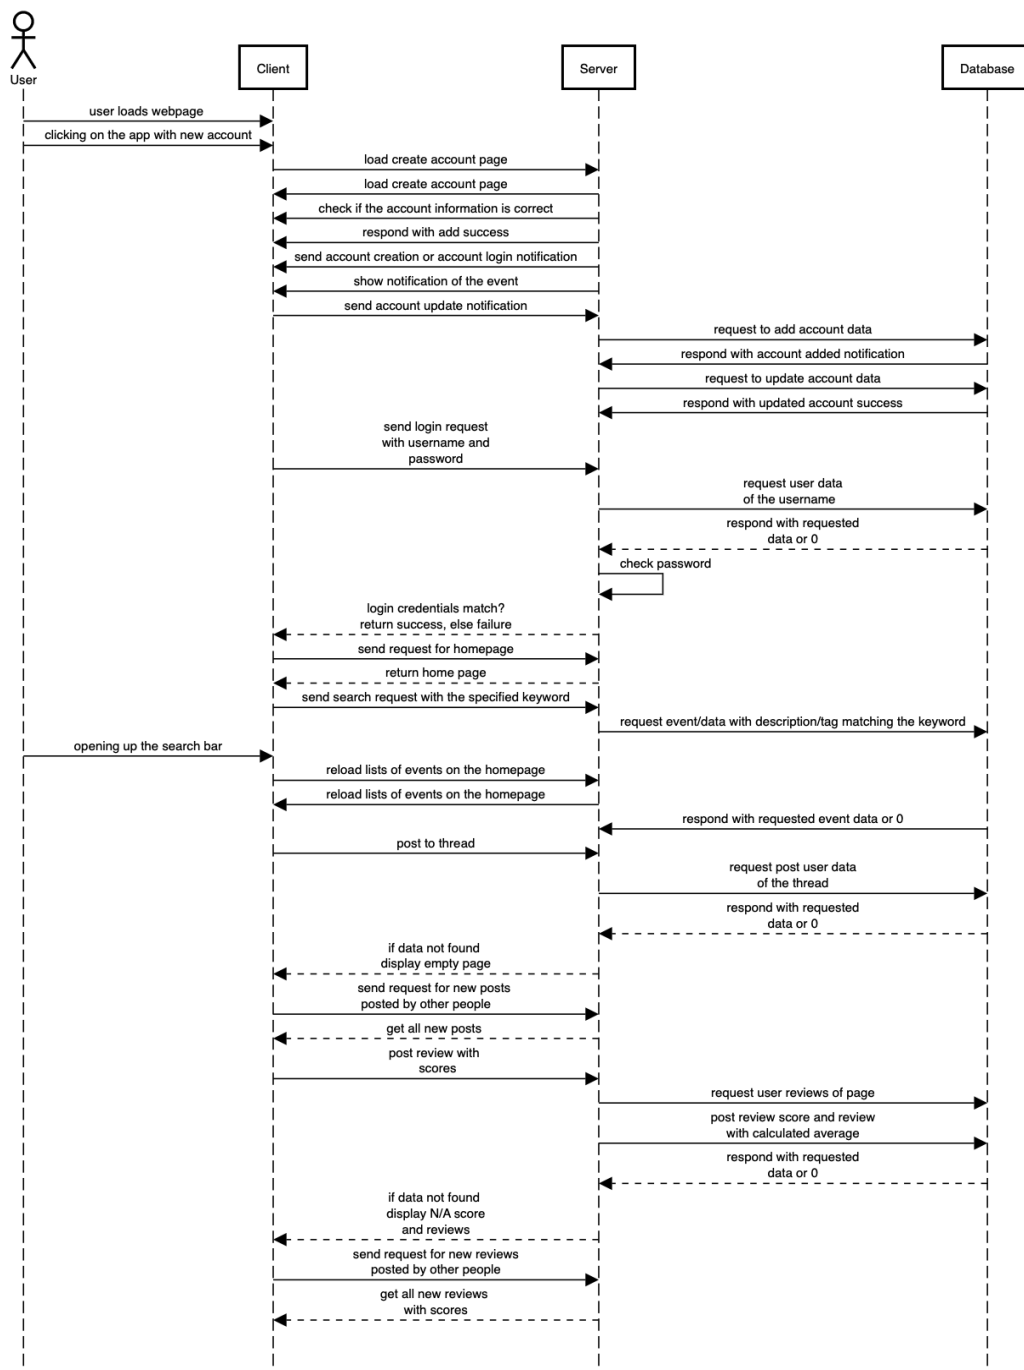 User
Client
Server
Database
user loads webpage
clicking on the app with new account
load create account page
load create account page
check if the account information is correct
respond with add success
send account creation or account login notification
show notification of the event
send account update notification
request to add account data
respond with account added notification
request to update account data
respond with updated account success
send login request
with username and
password
request user data
of the username
respond with requested
data or 0
check password
login credentials match?
return success, else failure
send request for homepage
return home page
send search request with the specified keyword
request event/data with description/tag matching the keyword
opening up the search bar
reload lists of events on the homepage
reload lists of events on the homepage
respond with requested event data or 0
post to thread
request post user data
of the thread
respond with requested
data or 0
if data not found
display empty page
send request for new posts
posted by other people
get all new posts
post review with
scores
request user reviews of page
post review score and review
with calculated average
respond with requested
data or 0
if data not found
display N/A score
and reviews
send request for new reviews
posted by other people
get all new reviews
with scores